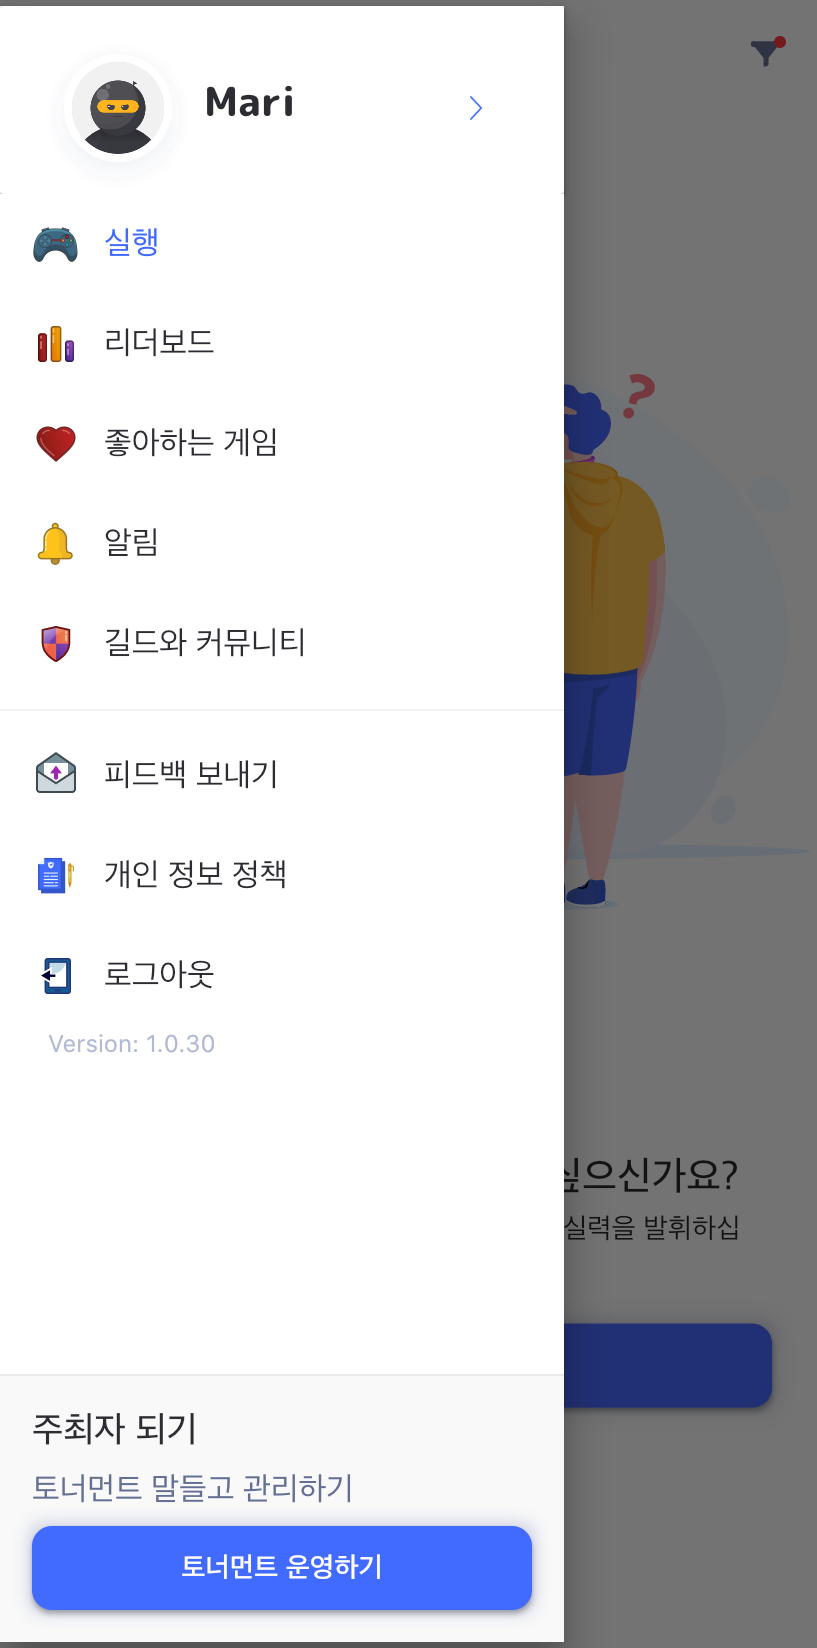 Mari
실행
리더보드
좋아하는 게임
알림
길드와 커뮤니티
피드백 보내기
개인 정보 정책
로그아웃
Version: 1.0.30
싶으신가요?
실력을 발휘하십
주최자 되기
토너먼트 말들고 관리하기
토너먼트 운영하기